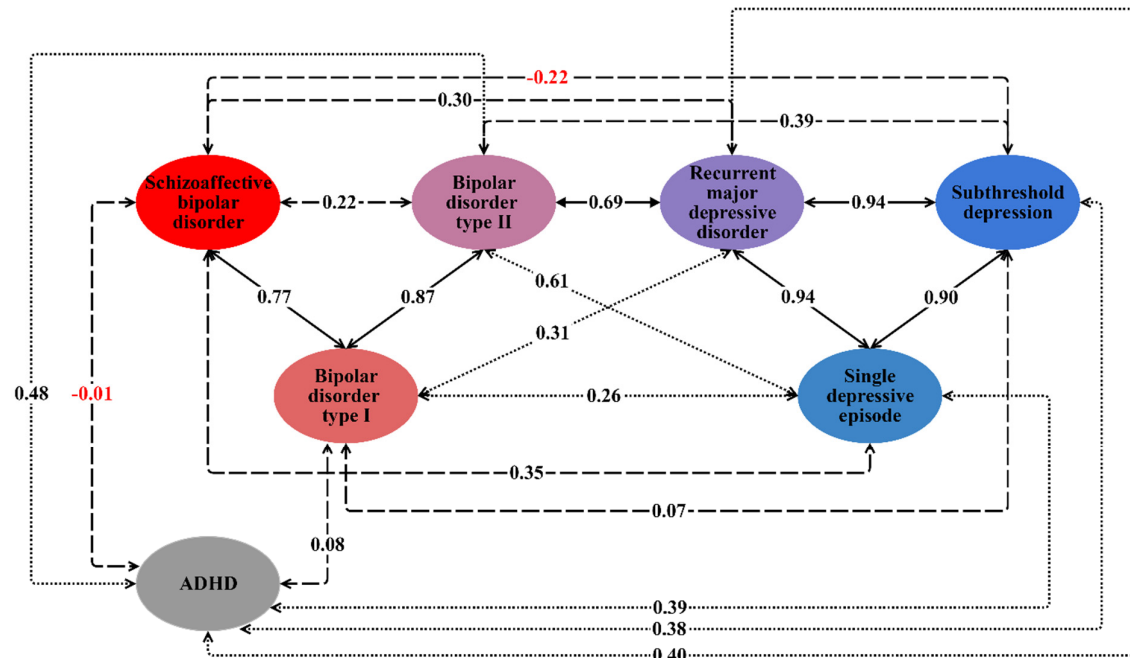 -0.22
0.30
0.39
Schizoaffective
bipolar
disorder
0.22
Bipolar
disorder
type II
0.69
Recurrent
major
depressive
disorder
0.94
Subthreshold
depression
0.77
0.87
0.61
0.31
0.94
0.90
0.48
-0.01
Bipolar
disorder
type I
0.26
Single
depressive
episode
0.35
0.07
0.08
ADHD
0.39
0.38
0.40